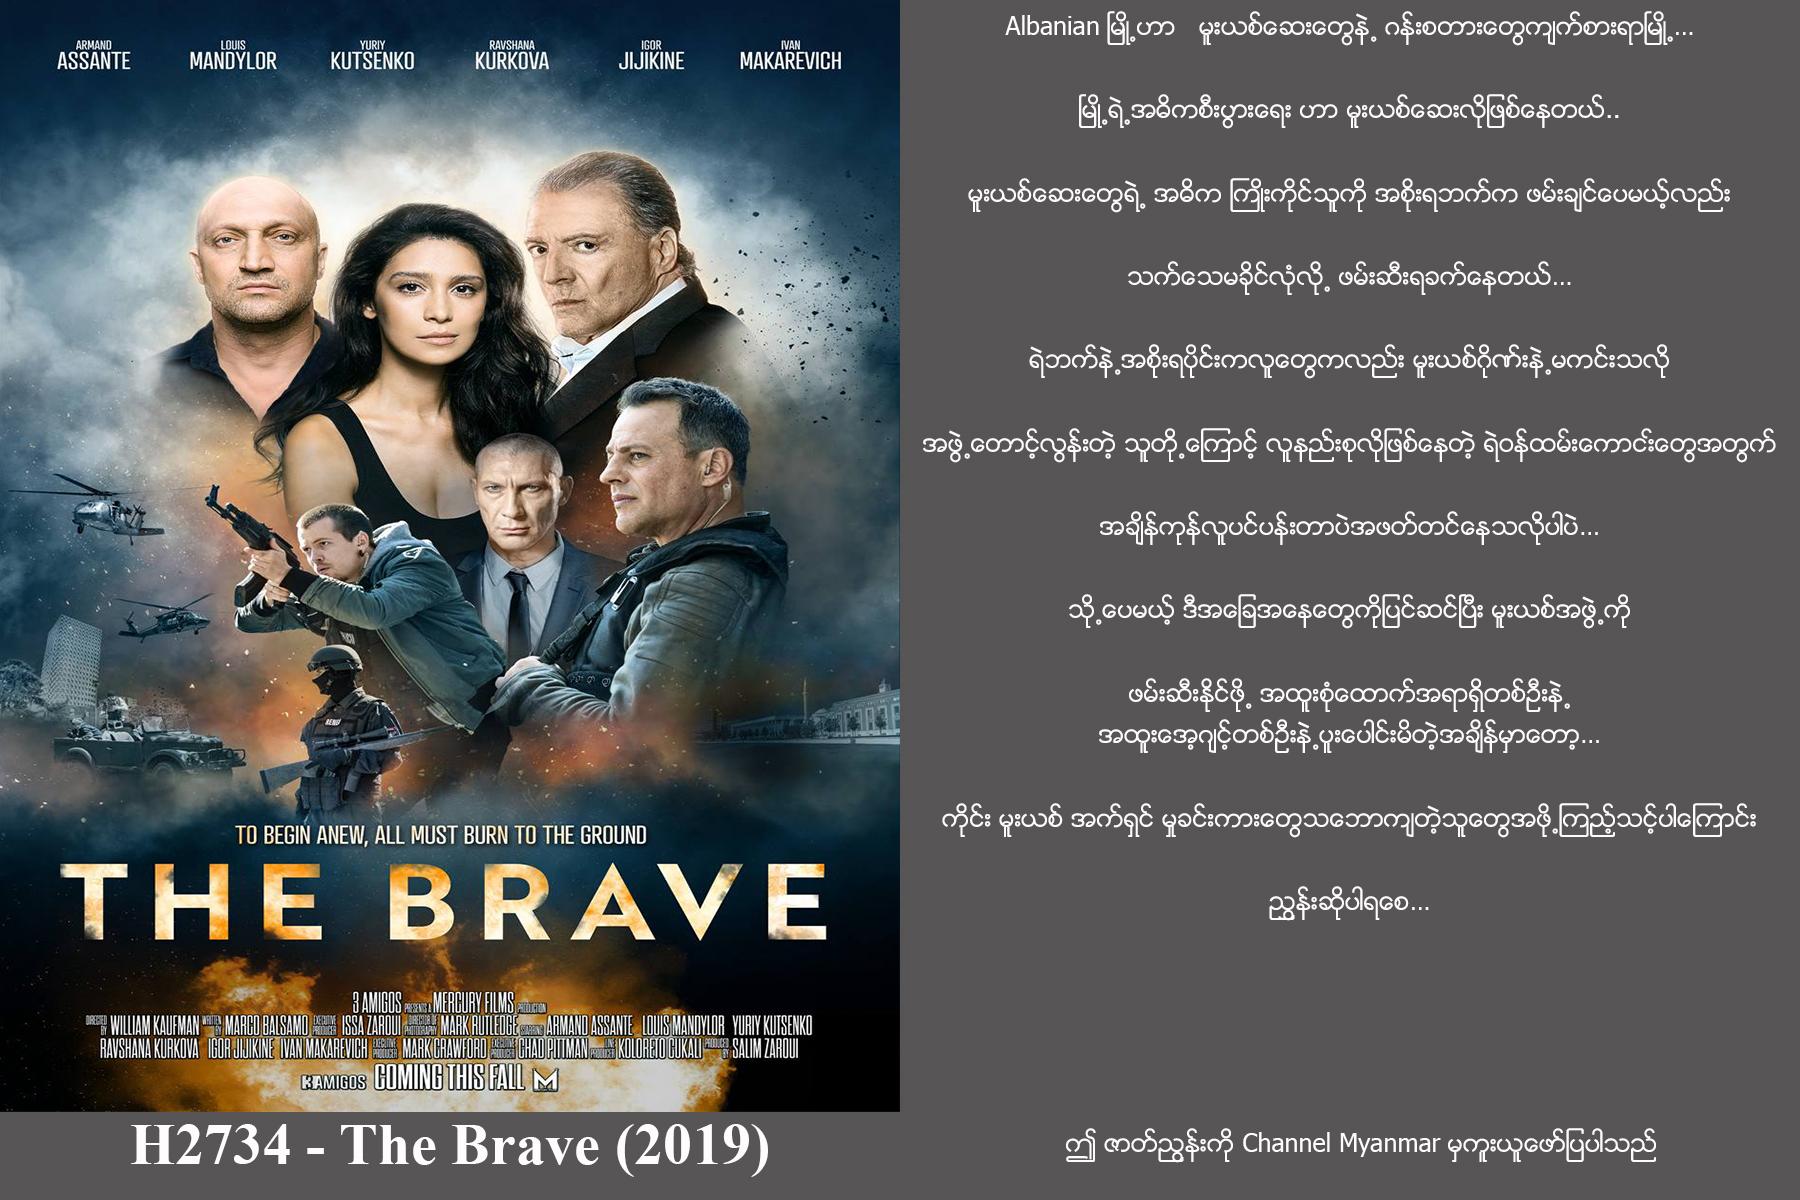 ARMAND ASSANTE
LOUIS MANDYLOR
YURIY KUTSENKO
RAVSHANA KURKOVA
IGOR JIJIKINE
IVAN MAKAREVICH
TO BEGIN ANEW, ALL MUST BURN TO THE GROUND
THE BRAVE
3 AMIGOS PRESENTS A MERCURY FILMS PRODUCTION
DIRECTED BY WILLIAM KAUFMAN WRITTEN BY MARCO BALSAMO EXECUTIVE PRODUCER ISSA ZAROUI DIRECTOR OF PHOTOGRAPHY MARK RUTLEDGE STARRING ARMAND ASSANTE LOUIS MANDYLOR YURIY KUTSENKO
RAVSHANA KURKOVA IGOR JIJIKINE IVAN MAKAREVICH EXECUTIVE PRODUCER MARK CRAWFORD EXECUTIVE PRODUCER CHAD PITTMAN LINE PRODUCER KOLORETO CUKALI PRODUCED BY SALIM ZAROUI
3 AMIGOS COMING THIS FALL M
H2734 - The Brave (2019)
Albanian မြို့ဟာ မူးယစ်ဆေးတွေနဲ့ ဂန်းစတားတွေကျက်စားရာမြို့...
မြို့ရဲ့အဓိကစီးပွားရေး ဟာ မူးယစ်ဆေးလိုဖြစ်နေတယ်..
မူးယစ်ဆေးတွေရဲ့ အဓိက ကြိုးကိုင်သူကို အစိုးရဘက်က ဖမ်းချင်ပေမယ့်လည်း
သက်သေမခိုင်လုံလို့ ဖမ်းဆီးရခက်နေတယ်...
ရဲဘက်နဲ့အစိုးရပိုင်းကလူတွေကလည်း မူးယစ်ဂိုဏ်းနဲ့မကင်းသလို
အဖွဲ့တောင့်လွန်းတဲ့ သူတို့ကြောင့် လူနည်းစုလိုဖြစ်နေတဲ့ ရဲဝန်ထမ်းကောင်းတွေအတွက်
အချိန်ကုန်လူပင်ပန်းတာပဲအဖတ်တင်နေသလိုပါပဲ...
သို့ပေမယ့် ဒီအခြေအနေတွေကိုပြင်ဆင်ပြီး မူးယစ်အဖွဲ့ကို
ဖမ်းဆီးနိုင်ဖို့ အထူးစုံထောက်အရာရှိတစ်ဦးနဲ့
အထူးအေ့ဂျင့်တစ်ဦးနဲ့ပူးပေါင်းမိတဲ့အချိန်မှာတော့...
ကိုင်း မူးယစ် အက်ရှင် မှုခင်းကားတွေသဘောကျတဲ့သူတွေအဖို့ကြည့်သင့်ပါကြောင်း
ညွှန်းဆိုပါရစေ...
ဤ ဇာတ်ညွှန်းကို Channel Myanmar မှကူးယူဖော်ပြပါသည်